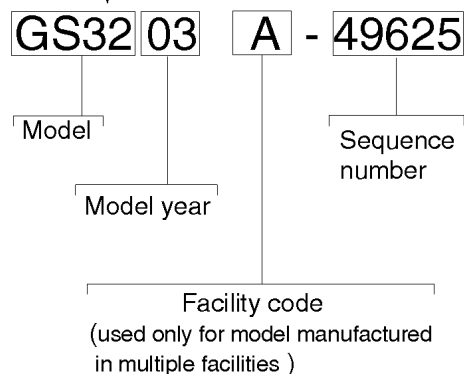 GS32 03 A - 49625
Model
Sequence
number
Model year
Facility code
(used only for model manufactured
in multiple facilities )